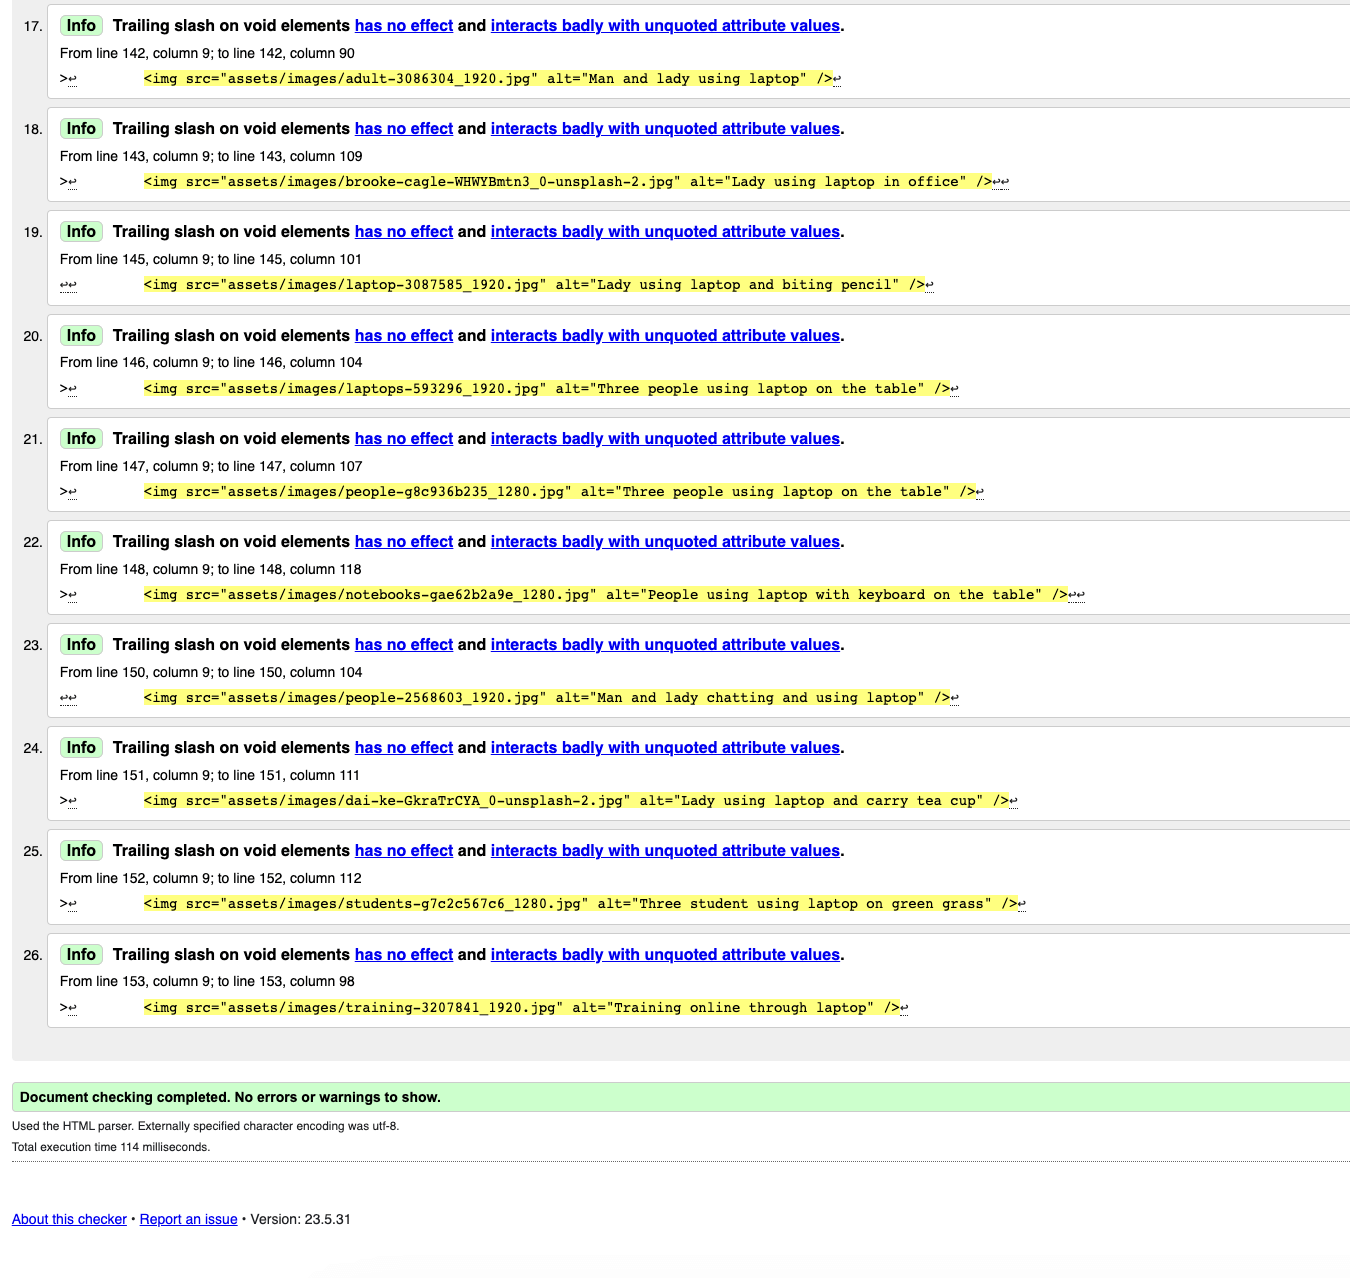 17. Info Trailing slash on void elements has no effect and interacts badly with unquoted attribute values.
From line 142, column 9; to line 142, column 90
>↩ <img src="assets/images/adult-3086304_1920.jpg" alt="Man and lady using laptop" />↩
18. Info Trailing slash on void elements has no effect and interacts badly with unquoted attribute values.
From line 143, column 9; to line 143, column 109
>↩ <img src="assets/images/brooke-cagle-WHWYBmtn3_0-unsplash-2.jpg" alt="Lady using laptop in office" />↩↩
19. Info Trailing slash on void elements has no effect and interacts badly with unquoted attribute values.
From line 145, column 9; to line 145, column 101
↩↩ <img src="assets/images/laptop-3087585_1920.jpg" alt="Lady using laptop and biting pencil" />↩
20. Info Trailing slash on void elements has no effect and interacts badly with unquoted attribute values.
From line 146, column 9; to line 146, column 104
>↩ <img src="assets/images/laptops-593296_1920.jpg" alt="Three people using laptop on the table" />↩
21. Info Trailing slash on void elements has no effect and interacts badly with unquoted attribute values.
From line 147, column 9; to line 147, column 107
>↩ <img src="assets/images/people-g8c936b235_1280.jpg" alt="Three people using laptop on the table" />↩
22. Info Trailing slash on void elements has no effect and interacts badly with unquoted attribute values.
From line 148, column 9; to line 148, column 118
>↩ <img src="assets/images/notebooks-gae62b2a9e_1280.jpg" alt="People using laptop with keyboard on the table" />↩↩
23. Info Trailing slash on void elements has no effect and interacts badly with unquoted attribute values.
From line 150, column 9; to line 150, column 104
↩↩ <img src="assets/images/people-2568603_1920.jpg" alt="Man and lady chatting and using laptop" />↩
24. Info Trailing slash on void elements has no effect and interacts badly with unquoted attribute values.
From line 151, column 9; to line 151, column 111
>↩ <img src="assets/images/dai-ke-GkraTrCYA_0-unsplash-2.jpg" alt="Lady using laptop and carry tea cup" />↩
25. Info Trailing slash on void elements has no effect and interacts badly with unquoted attribute values.
From line 152, column 9; to line 152, column 112
>↩ <img src="assets/images/students-g7c2c567c6_1280.jpg" alt="Three student using laptop on green grass" />↩
26. Info Trailing slash on void elements has no effect and interacts badly with unquoted attribute values.
From line 153, column 9; to line 153, column 98
>↩ <img src="assets/images/training-3207841_1920.jpg" alt="Training online through laptop" />↩
Document checking completed. No errors or warnings to show.
Used the HTML parser. Externally specified character encoding was utf-8.
Total execution time 114 milliseconds.
About this checker • Report an issue • Version: 23.5.31